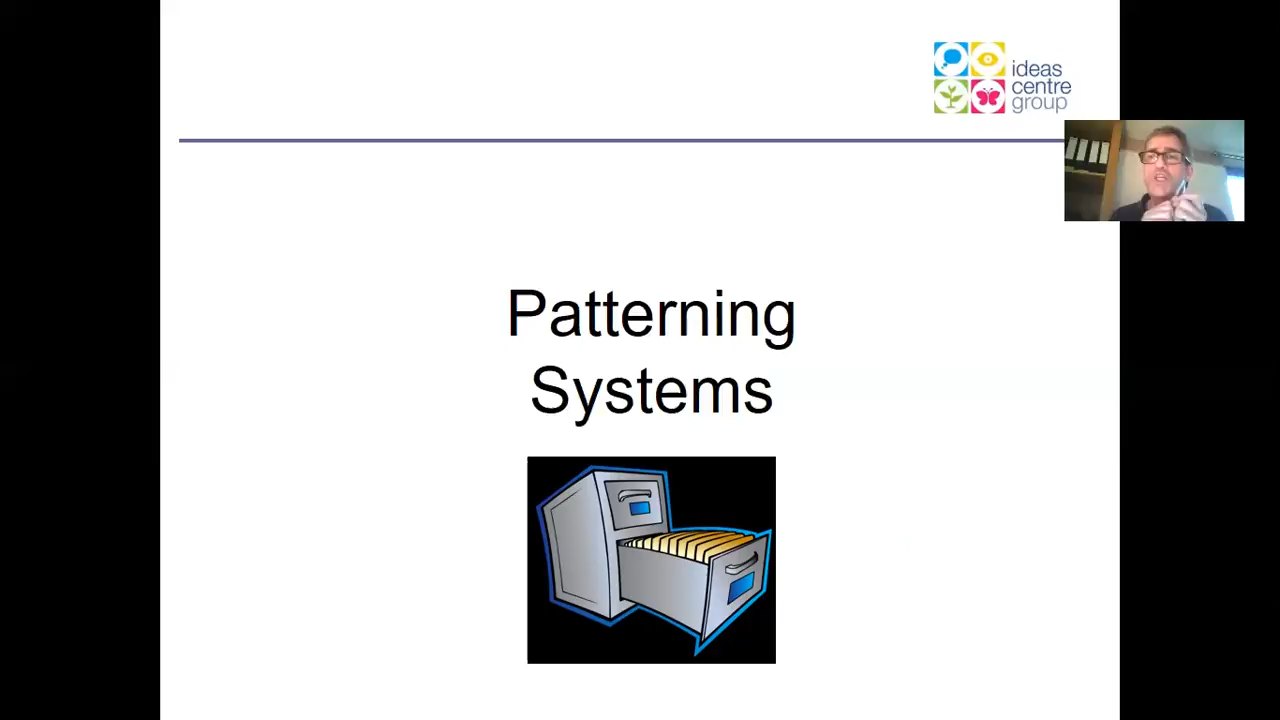 ideas
centre
group
Patterning
Systems